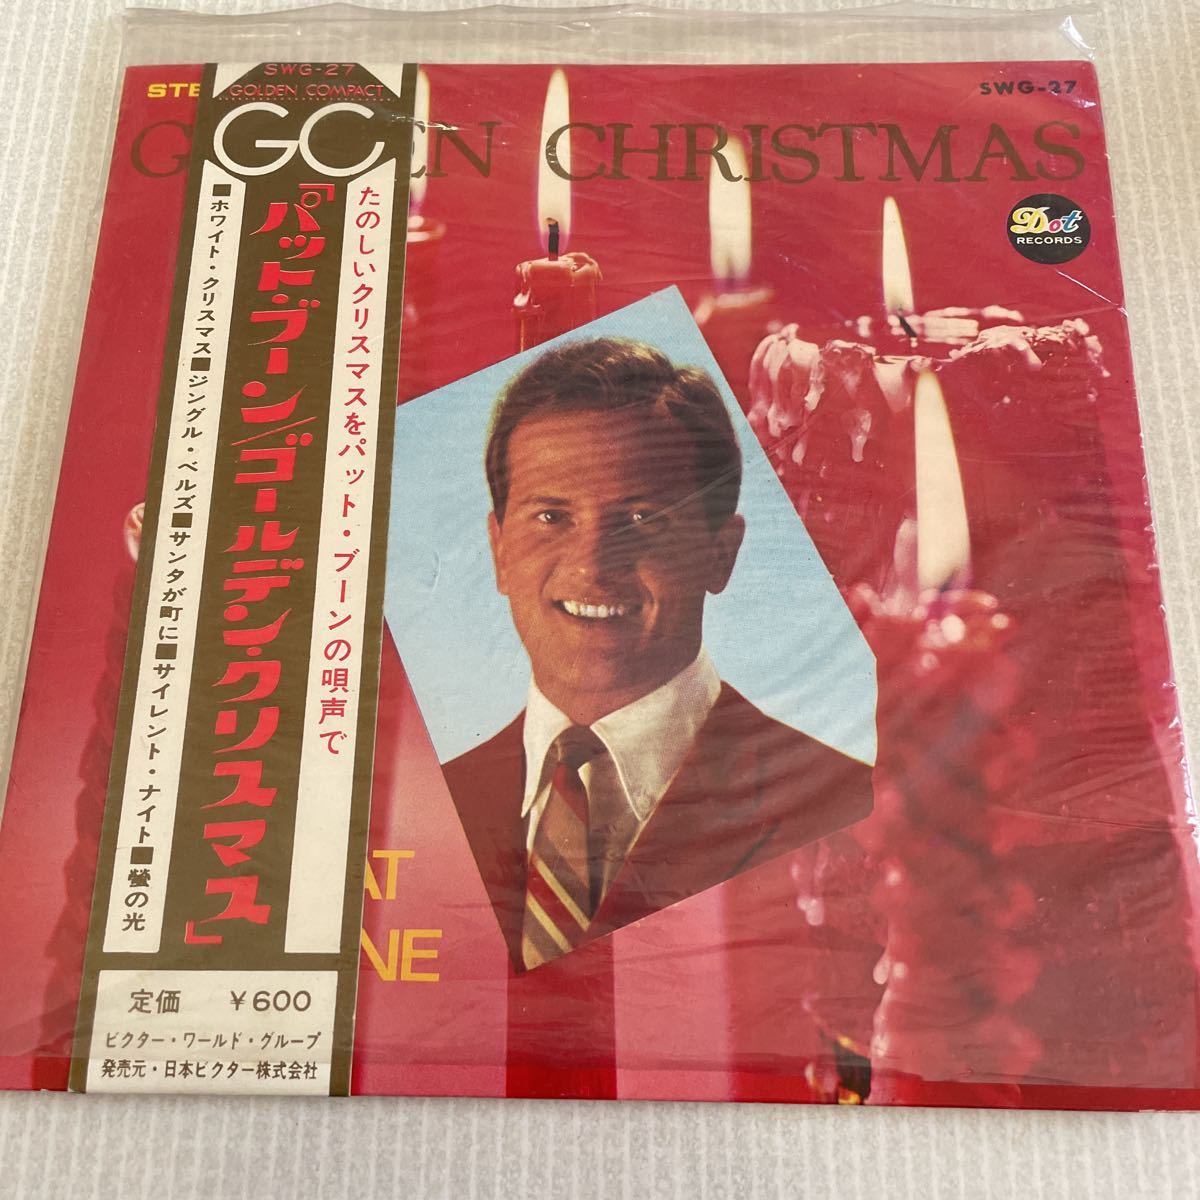 SWG-27
GOLDEN COMPACT
GC
たのしいクリスマスをパット・ブーンの唄声で
「パット・ブーン/ゴールデン・クリスマス」
■ホワイト・クリスマス■ジングル・ベルズ■サンタが町に■サイレント・ナイト■螢の光
定価 ¥600
ビクター・ワールド・グループ
発売元・日本ビクター株式会社
STE
SWG-27
G EN CHRISTMAS
Dot
RECORDS
AT
NE